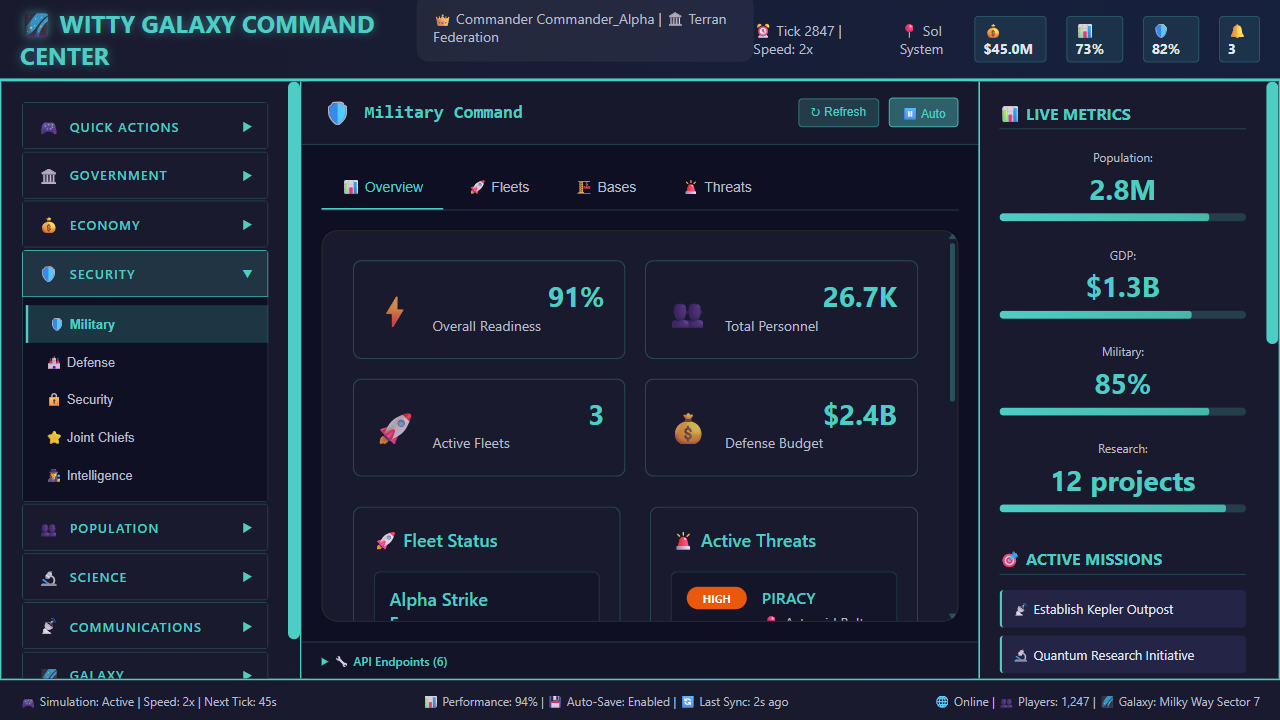 WITTY GALAXY COMMAND
CENTER
Commander Commander_Alpha | Terran
Federation
Tick 2847 |
Speed: 2x
Sol
System
$45.0M
73%
82%
3
QUICK ACTIONS
GOVERNMENT
ECONOMY
SECURITY
Military
Defense
Security
Joint Chiefs
Intelligence
POPULATION
SCIENCE
COMMUNICATIONS
GALAXY
Military Command
Refresh
Auto
Overview
Fleets
Bases
Threats
91%
Overall Readiness
26.7K
Total Personnel
3
Active Fleets
$2.4B
Defense Budget
Fleet Status
Alpha Strike
Active Threats
HIGH
PIRACY
Asteroid Belt
API Endpoints (6)
LIVE METRICS
Population:
2.8M
GDP:
$1.3B
Military:
85%
Research:
12 projects
ACTIVE MISSIONS
Establish Kepler Outpost
Quantum Research Initiative
Simulation: Active | Speed: 2x | Next Tick: 45s
Performance: 94% | Auto-Save: Enabled | Last Sync: 2s ago
Online | Players: 1,247 | Galaxy: Milky Way Sector 7